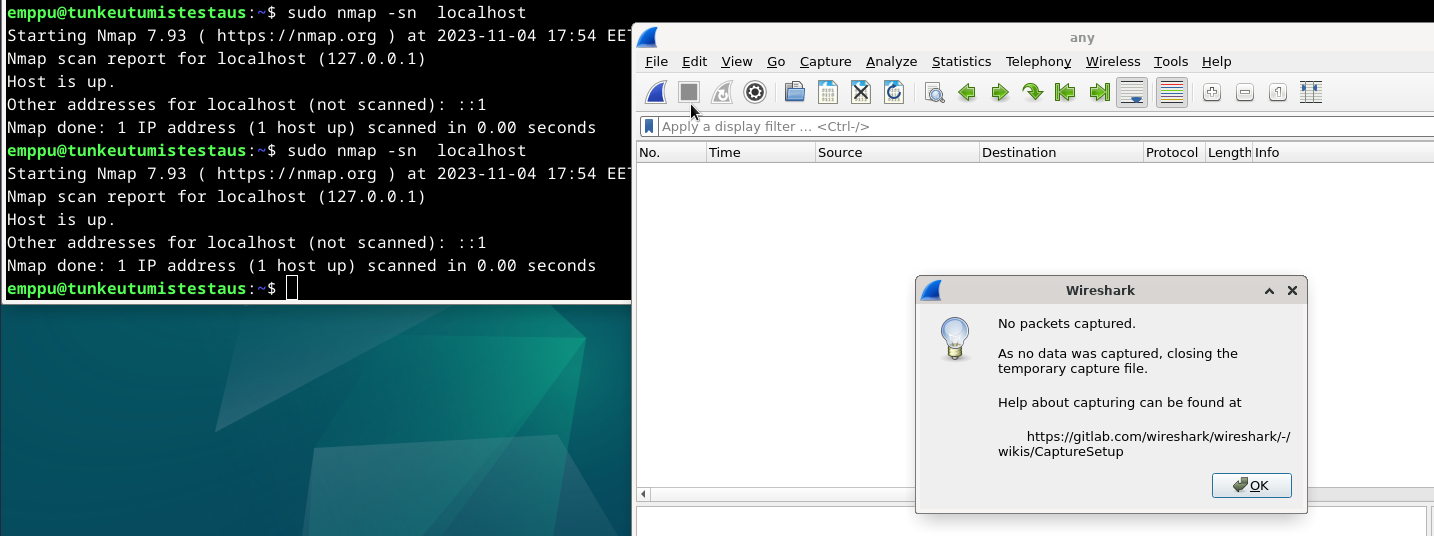 emppu@tunkeutumistestaus:~$ sudo nmap -sn  localhost
Starting Nmap 7.93 ( https://nmap.org ) at 2023-11-04 17:54 EET
Nmap scan report for localhost (127.0.0.1)
Host is up.
Other addresses for localhost (not scanned): ::1
Nmap done: 1 IP address (1 host up) scanned in 0.00 seconds
emppu@tunkeutumistestaus:~$ sudo nmap -sn  localhost
Starting Nmap 7.93 ( https://nmap.org ) at 2023-11-04 17:54 EET
Nmap scan report for localhost (127.0.0.1)
Host is up.
Other addresses for localhost (not scanned): ::1
Nmap done: 1 IP address (1 host up) scanned in 0.00 seconds
emppu@tunkeutumistestaus:~$
any
File Edit View Go Capture Analyze Statistics Telephony Wireless Tools Help
Apply a display filter … <Ctrl-/>
No. Time Source Destination Protocol Length Info
Wireshark
No packets captured.
As no data was captured, closing the
temporary capture file.
Help about capturing can be found at
https://gitlab.com/wireshark/wireshark/-/
wikis/CaptureSetup
OK